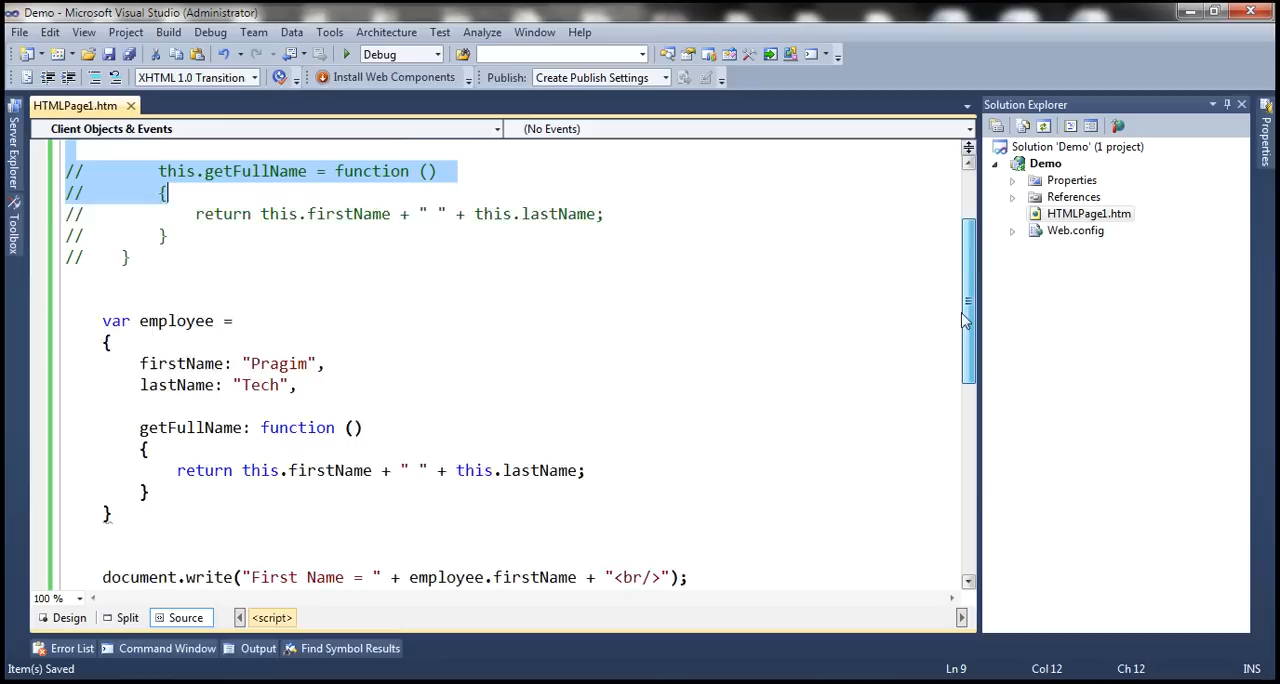 Demo - Microsoft Visual Studio (Administrator)
File Edit View Project Build Debug Team Data Tools Architecture Test Analyze Window Help
Debug
XHTML 1.0 Transition Install Web Components Publish: Create Publish Settings
HTMLPage1.htm
Client Objects & Events (No Events)
//        this.getFullName = function ()
//        {
//            return this.firstName + " " + this.lastName;
//        }
//    }
var employee =
{
firstName: "Pragim",
lastName: "Tech",
getFullName: function ()
{
return this.firstName + " " + this.lastName;
}
}
document.write("First Name = " + employee.firstName + "<br/>");
100 %
Design Split Source <script>
Error List Command Window Output Find Symbol Results
Item(s) Saved Ln 9 Col 12 Ch 12 INS
Server Explorer
Toolbox
Solution Explorer
Solution 'Demo' (1 project)
Demo
Properties
References
HTMLPage1.htm
Web.config
Properties